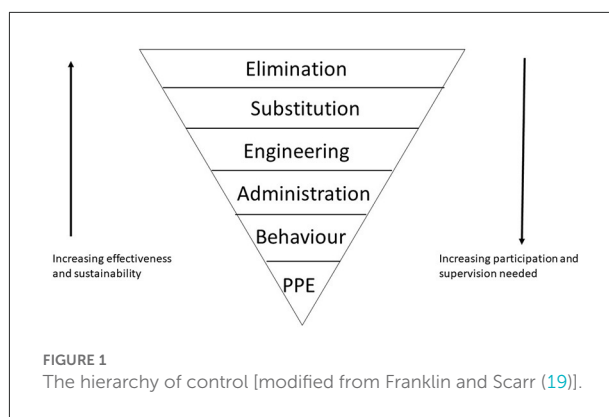 Elimination
Substitution
Engineering
Administration
Behaviour
PPE
Increasing effectiveness
and sustainability
Increasing participation and
supervision needed
FIGURE 1
The hierarchy of control [modified from Franklin and Scarr (19)].